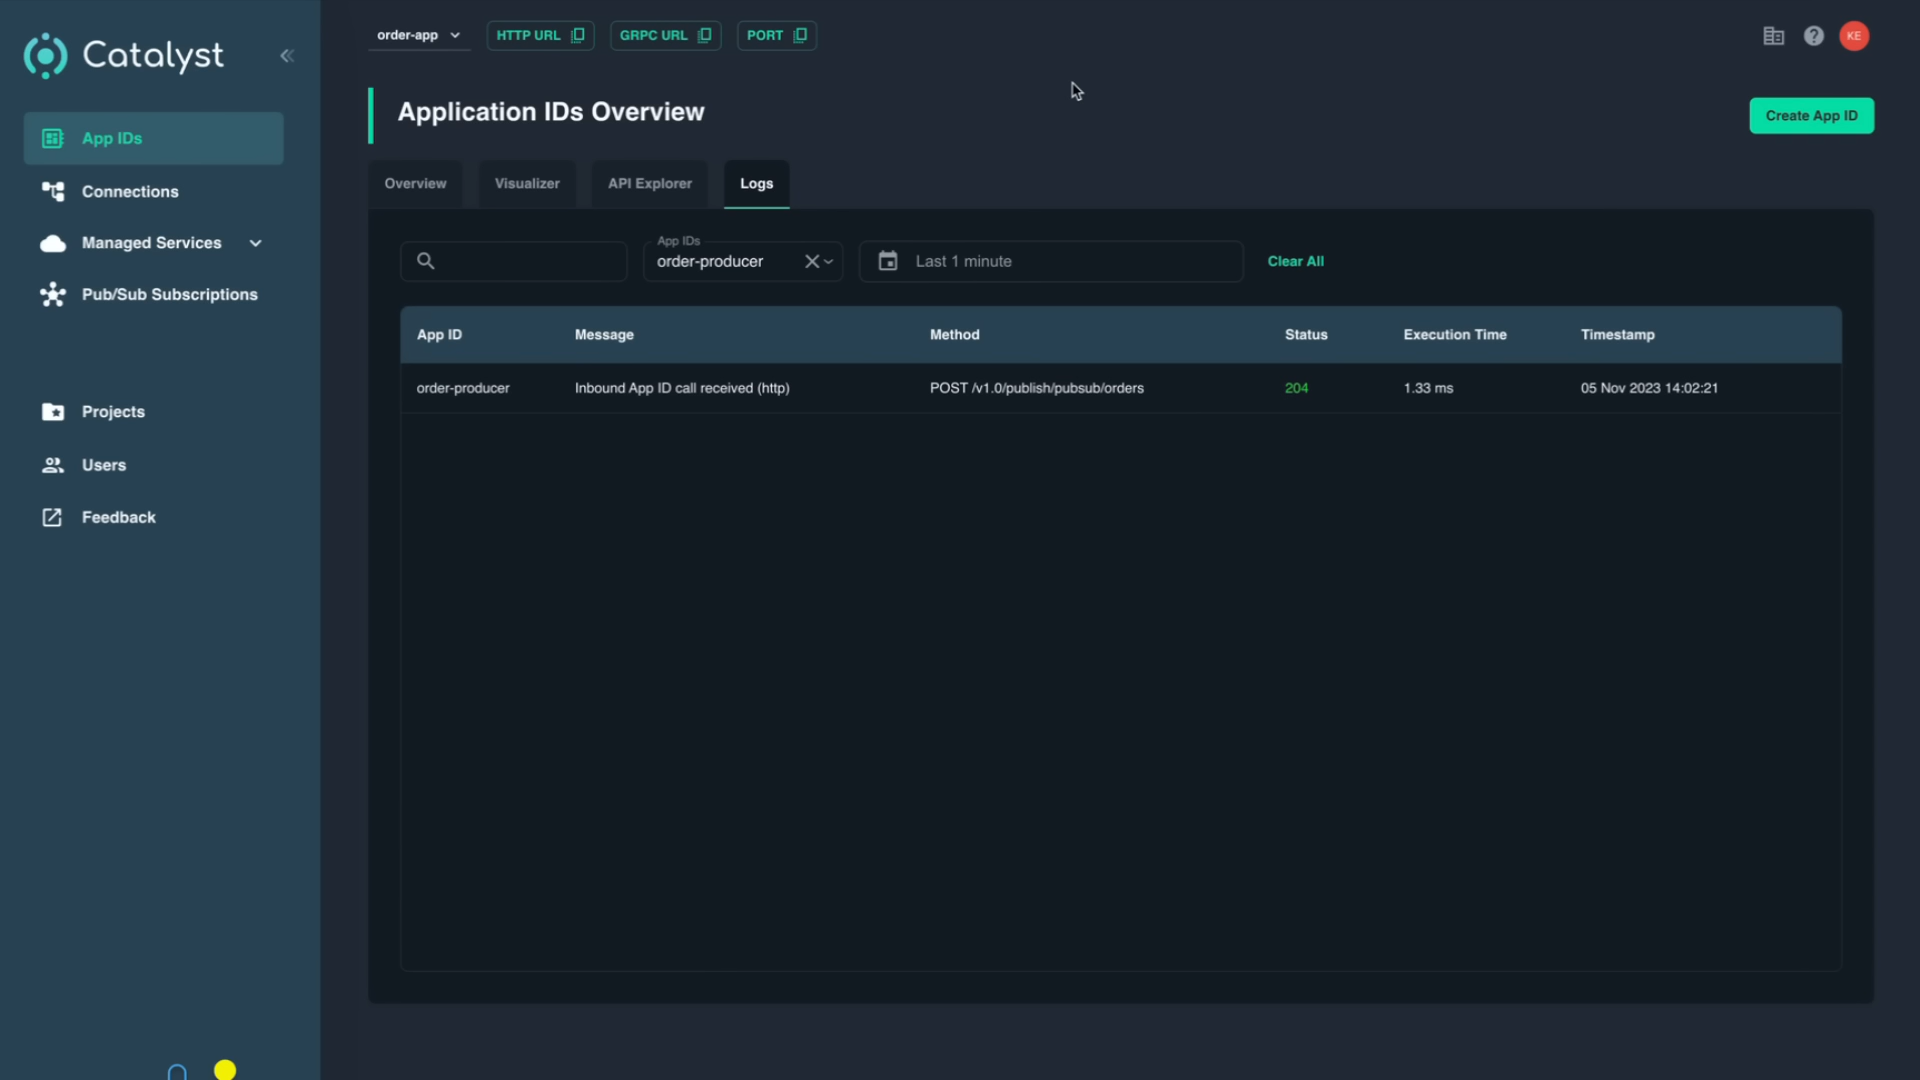 Catalyst
App IDs
Connections
Managed Services
Pub/Sub Subscriptions
Projects
Users
Feedback
order-app
HTTP URL
GRPC URL
PORT
KE
Application IDs Overview
Create App ID
Overview
Visualizer
API Explorer
Logs
App IDs
order-producer
Last 1 minute
Clear All
App ID Message Method Status Execution Time Timestamp
order-producer Inbound App ID call received (http) POST /v1.0/publish/pubsub/orders 204 1.33 ms 05 Nov 2023 14:02:21